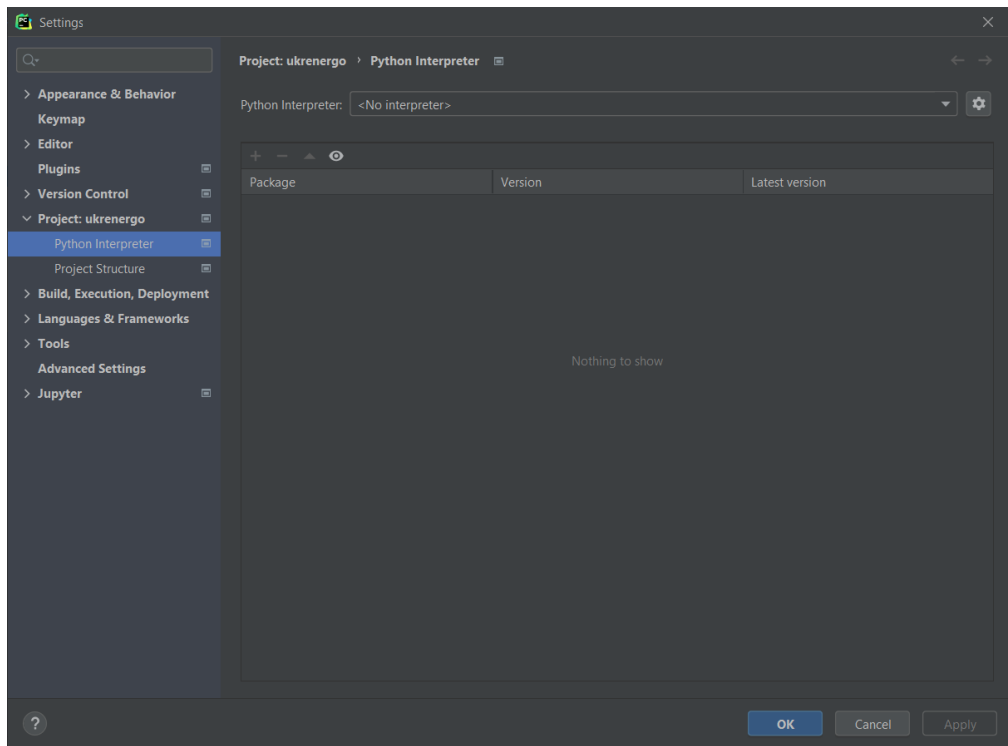 Settings
Project: ukrenergo › Python Interpreter
Appearance & Behavior
Keymap
Editor
Plugins
Version Control
Project: ukrenergo
Python Interpreter
Project Structure
Build, Execution, Deployment
Languages & Frameworks
Tools
Advanced Settings
Jupyter
Python Interpreter: <No interpreter>
Package Version Latest version
Nothing to show
? OK Cancel Apply